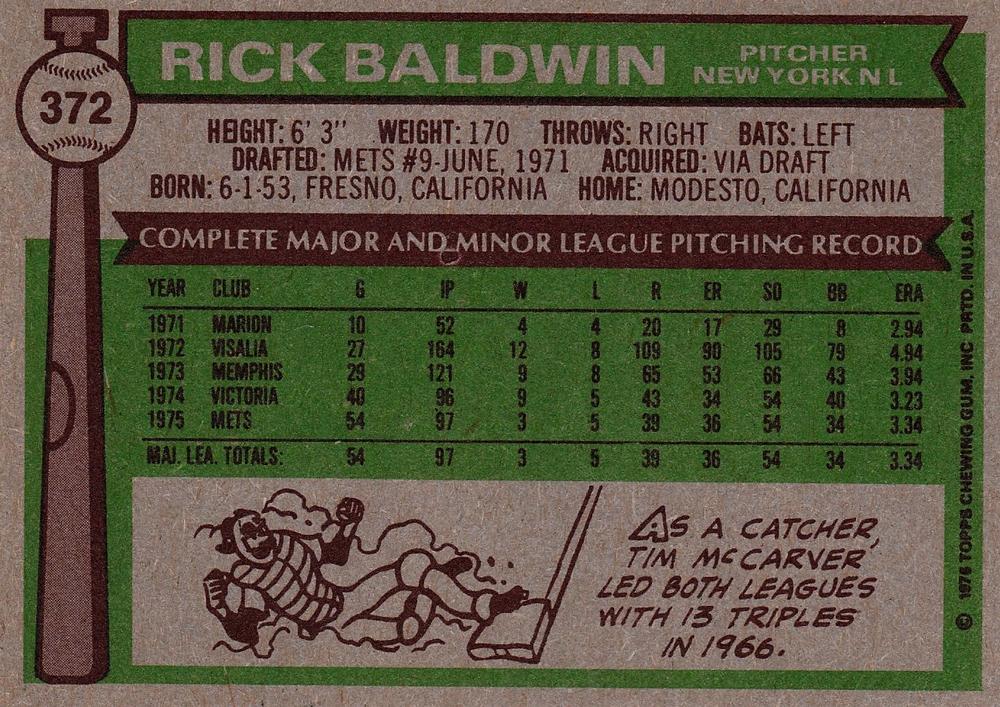 372
RICK BALDWIN
PITCHER
NEW YORK N L
HEIGHT: 6' 3" WEIGHT: 170 THROWS: RIGHT BATS: LEFT
DRAFTED: METS #9-JUNE, 1971 ACQUIRED: VIA DRAFT
BORN: 6-1-53, FRESNO, CALIFORNIA HOME: MODESTO, CALIFORNIA
COMPLETE MAJOR AND MINOR LEAGUE PITCHING RECORD
YEAR CLUB G IP W L R ER SO BB ERA
1971 MARION 10 52 4 4 20 17 29 8 2.94
1972 VISALIA 27 164 12 8 109 90 105 79 4.94
1973 MEMPHIS 29 121 9 8 65 53 66 43 3.94
1974 VICTORIA 40 96 9 5 43 34 54 40 3.23
1975 METS 54 97 3 5 39 36 54 34 3.34
MAJ. LEA. TOTALS: 54 97 3 5 39 36 54 34 3.34
AS A CATCHER,
TIM McCARVER
LED BOTH LEAGUES
WITH 13 TRIPLES
IN 1966.
© 1976 TOPPS CHEWING GUM, INC PRTD. IN U.S.A.